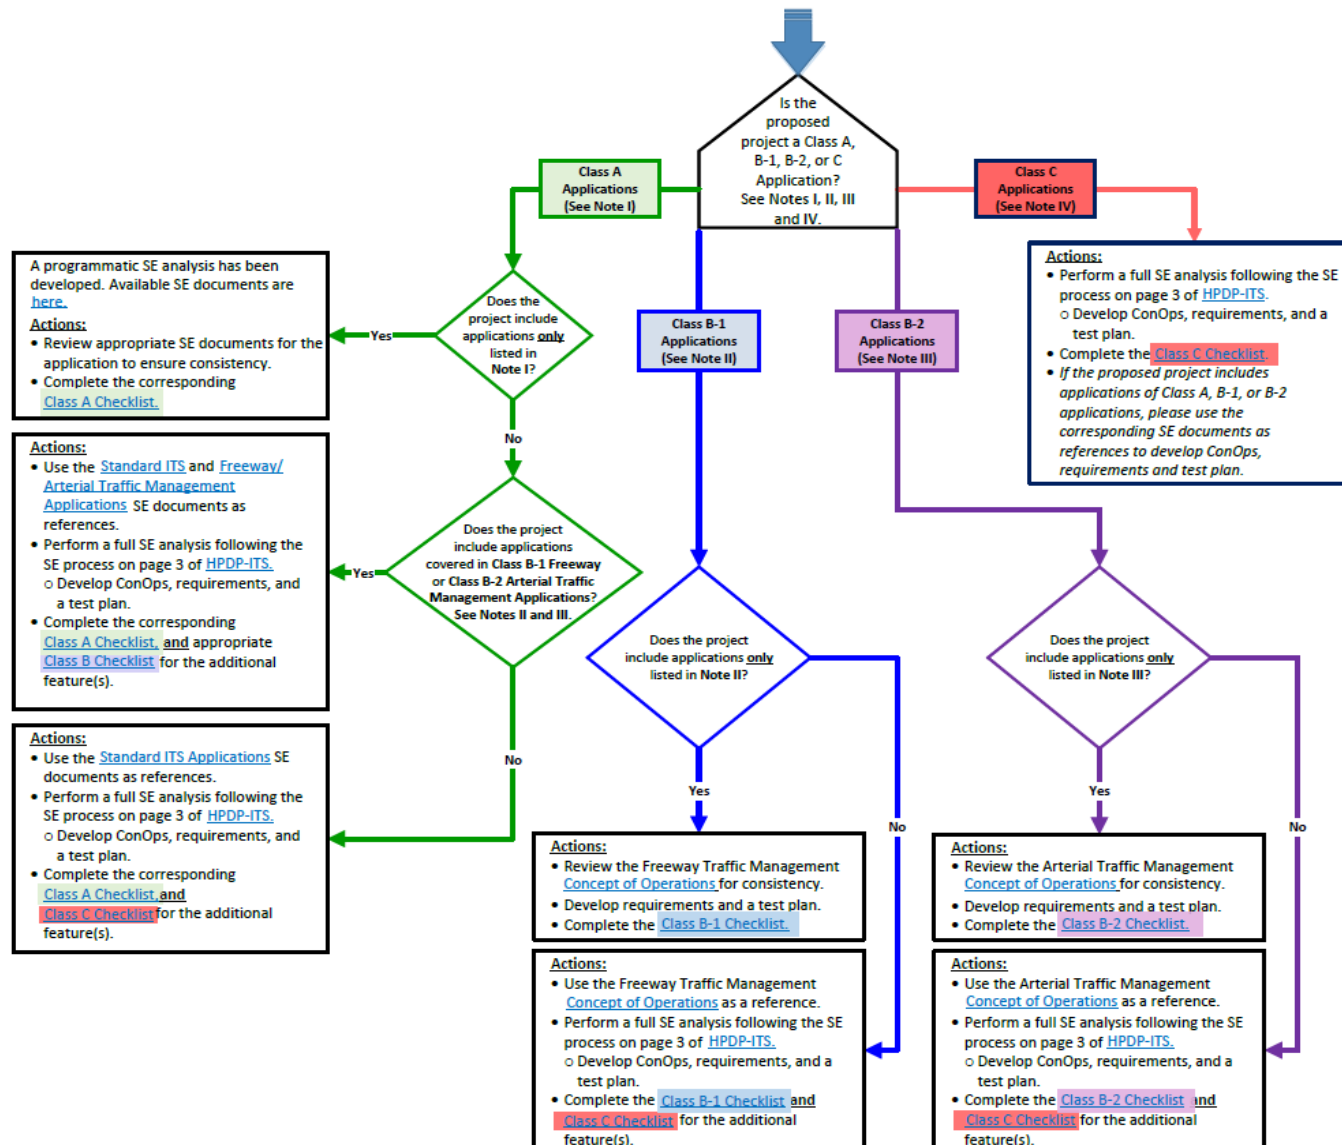 Is the
proposed
project a Class A,
B-1, B-2, or C
Application?
See Notes I, II, III
and IV.
Class A
Applications
(See Note I)
Class C
Applications
(See Note IV)
A programmatic SE analysis has been
developed. Available SE documents are
here.
Actions:
• Review appropriate SE documents for the
application to ensure consistency.
• Complete the corresponding
Class A Checklist.
Yes
Does the
project include
applications only
listed in
Note I?
No
Class B-1
Applications
(See Note II)
Class B-2
Applications
(See Note III)
Actions:
• Perform a full SE analysis following the SE
process on page 3 of HPDP-ITS.
o Develop ConOps, requirements, and a
test plan.
• Complete the Class C Checklist.
• If the proposed project includes
applications of Class A, B-1, or B-2
applications, please use the
corresponding SE documents as
references to develop ConOps,
requirements and test plan.
Actions:
• Use the Standard ITS and Freeway/
Arterial Traffic Management
Applications SE documents as
references.
• Perform a full SE analysis following the
SE process on page 3 of HPDP-ITS.
o Develop ConOps, requirements, and
a test plan.
• Complete the corresponding
Class A Checklist, and appropriate
Class B Checklist for the additional
feature(s).
Yes
Does the project
include applications
covered in Class B-1 Freeway
or Class B-2 Arterial Traffic
Management Applications?
See Notes II and III.
No
Does the project
include applications only
listed in Note II?
Does the project
include applications only
listed in Note III?
Actions:
• Use the Standard ITS Applications SE
documents as references.
• Perform a full SE analysis following the
SE process on page 3 of HPDP-ITS.
o Develop ConOps, requirements, and
a test plan.
• Complete the corresponding
Class A Checklist, and
Class C Checklist for the additional
feature(s).
Yes
No
Yes
No
Actions:
• Review the Freeway Traffic Management
Concept of Operations for consistency.
• Develop requirements and a test plan.
• Complete the Class B-1 Checklist.
Actions:
• Review the Arterial Traffic Management
Concept of Operations for consistency.
• Develop requirements and a test plan.
• Complete the Class B-2 Checklist.
Actions:
• Use the Freeway Traffic Management
Concept of Operations as a reference.
• Perform a full SE analysis following the SE
process on page 3 of HPDP-ITS.
o Develop ConOps, requirements, and a
test plan.
• Complete the Class B-1 Checklist and
Class C Checklist for the additional
feature(s).
Actions:
• Use the Arterial Traffic Management
Concept of Operations as a reference.
• Perform a full SE analysis following the SE
process on page 3 of HPDP-ITS.
o Develop ConOps, requirements, and a
test plan.
• Complete the Class B-2 Checklist and
Class C Checklist for the additional
feature(s).